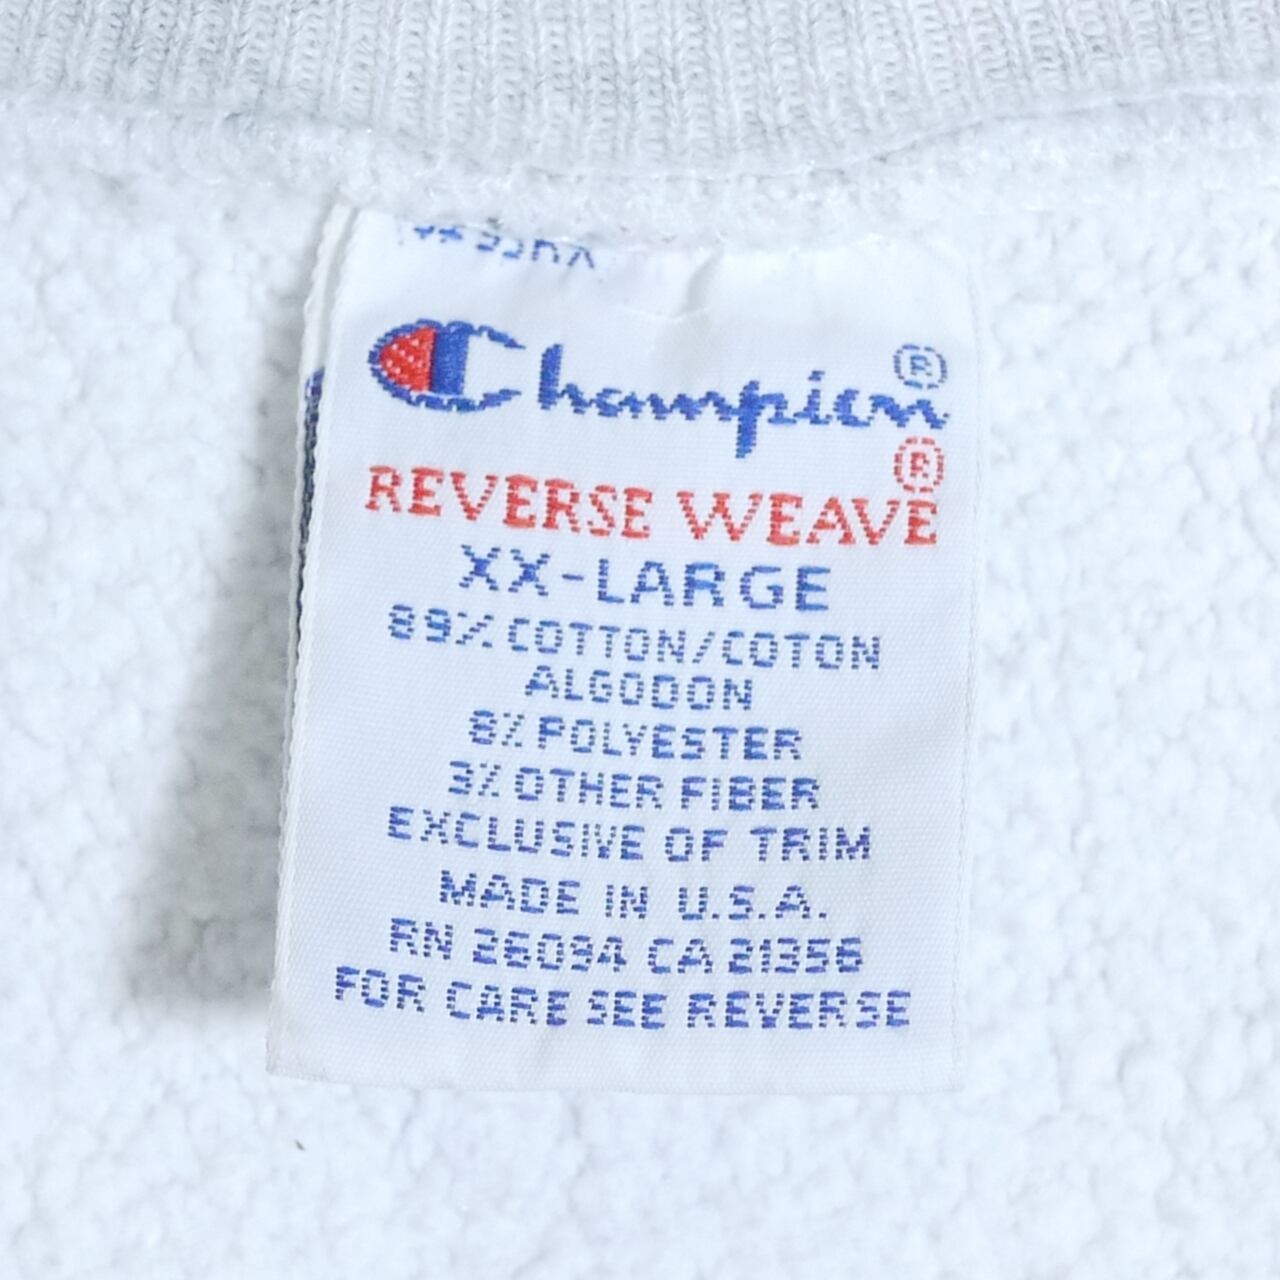 Champion®
REVERSE WEAVE®
XX-LARGE
89% COTTON/COTON
ALGODON
8% POLYESTER
3% OTHER FIBER
EXCLUSIVE OF TRIM
MADE IN U.S.A.
RN 26094 CA 21356
FOR CARE SEE REVERSE